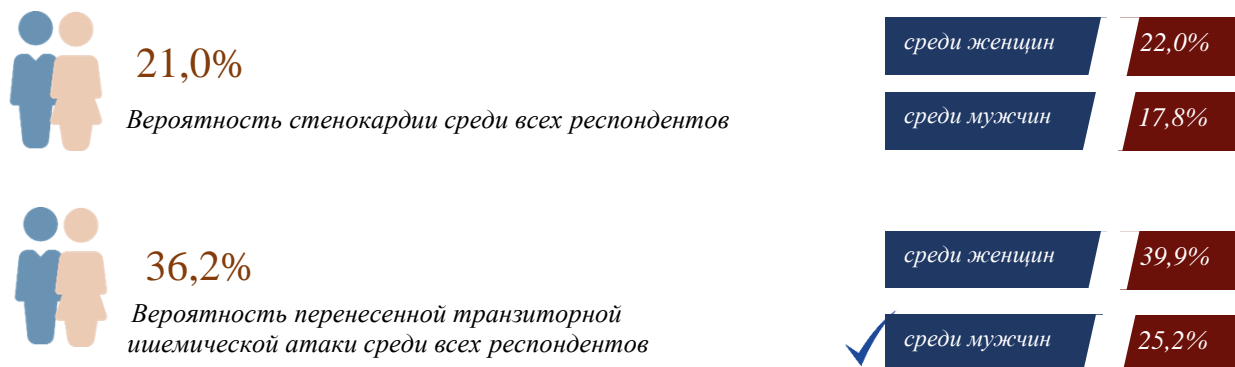 21,0%
Вероятность стенокардии среди всех респондентов
среди женщин 22,0%
среди мужчин 17,8%
36,2%
Вероятность перенесенной транзиторной
ишемической атаки среди всех респондентов
среди женщин 39,9%
среди мужчин 25,2%